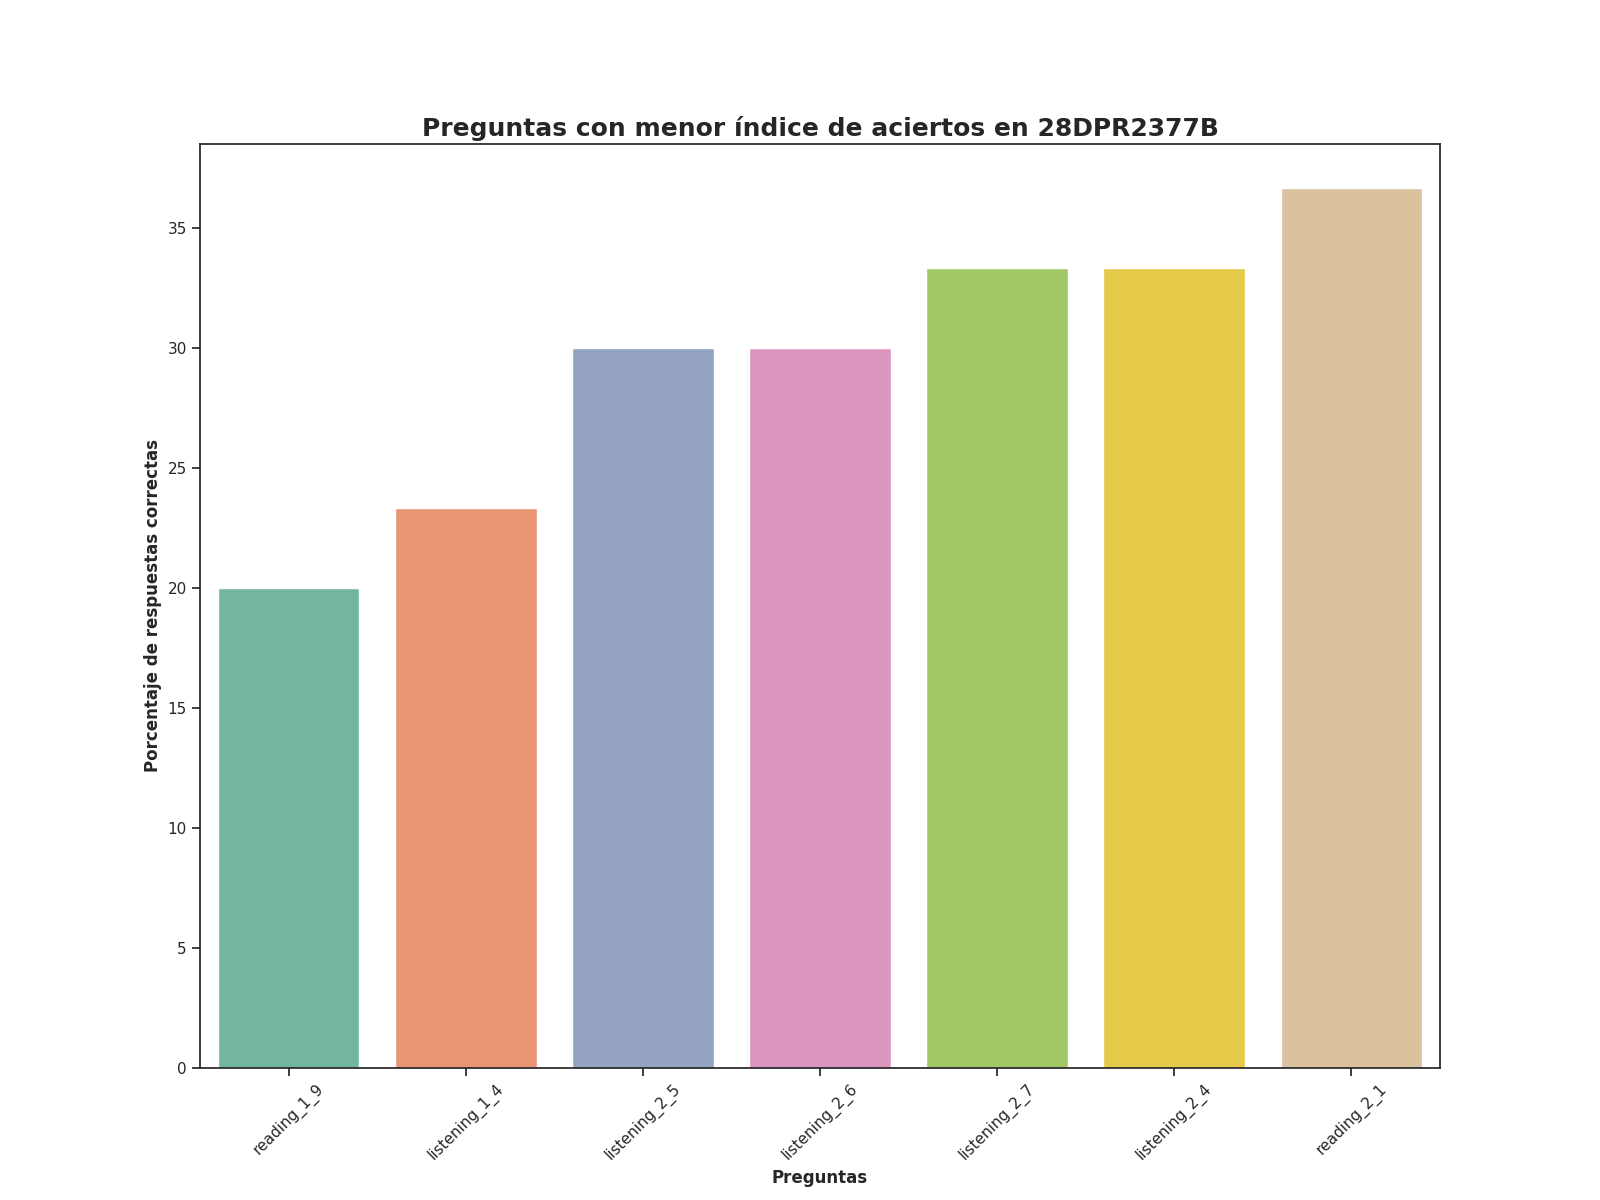 Preguntas con menor índice de aciertos en 28DPR2377B
Porcentaje de respuestas correctas
35
30
25
20
15
10
5
0
reading_1_9
listening_1_4
listening_2_5
listening_2_6
listening_2_7
listening_2_4
reading_2_1
Preguntas